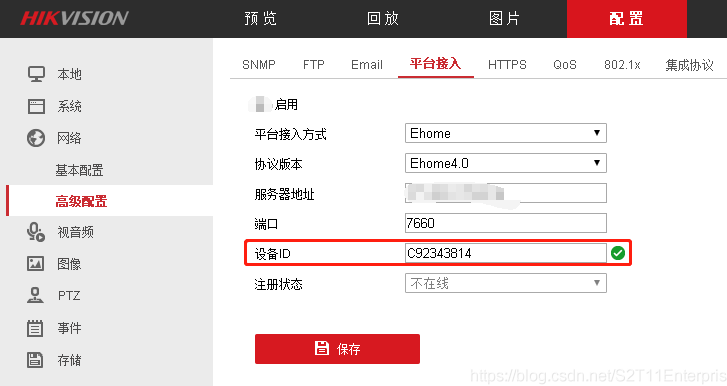 HIKVISION 预览 回放 图片 配置
SNMP FTP Email 平台接入 HTTPS QoS 802.1x 集成协议
本地
系统
网络
基本配置
高级配置
视音频
图像
PTZ
事件
存储
启用
平台接入方式 Ehome
协议版本 Ehome4.0
服务器地址
端口 7660
设备ID C92343814
注册状态 不在线
保存
https://blog.csdn.net/S2T11Enterpris